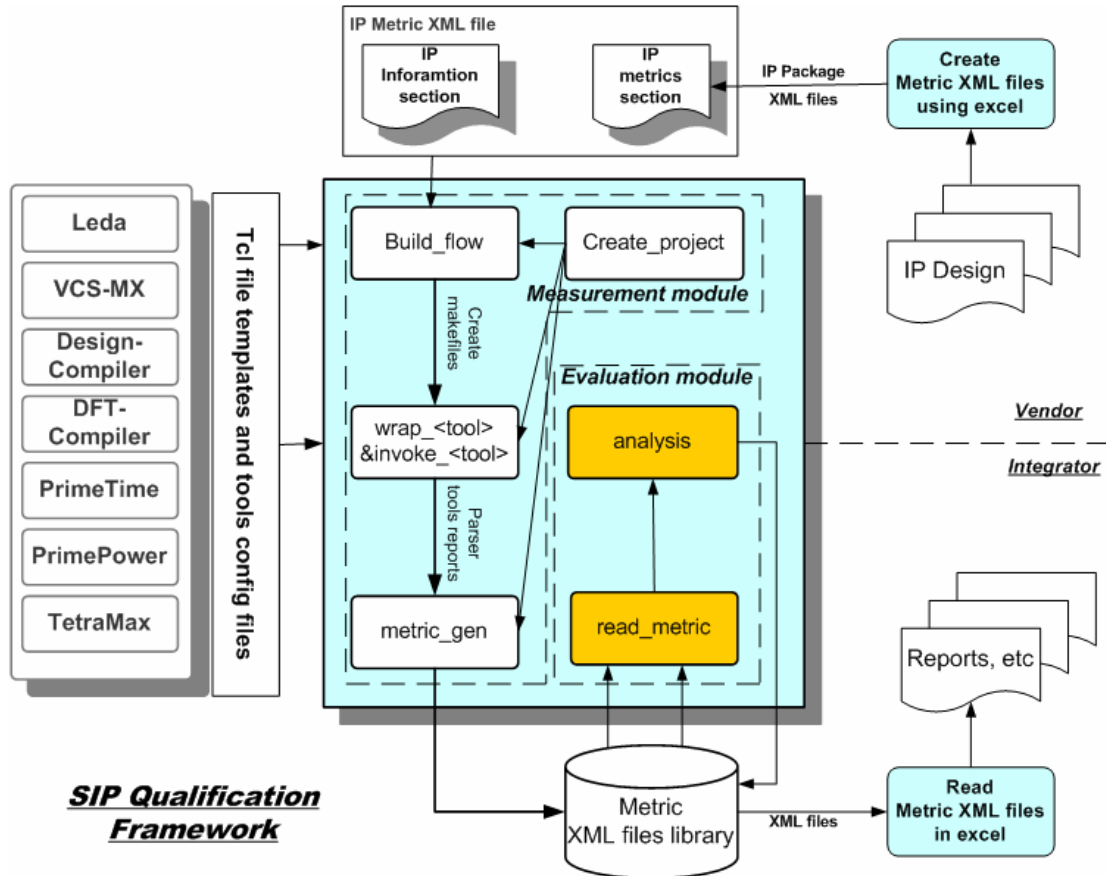 IP Metric XML file
IP
Inforamtion
section
IP
metrics
section
IP Package
XML files
Create
Metric XML files
using excel
IP Design
Leda
VCS-MX
Design-
Compiler
DFT-
Compiler
PrimeTime
PrimePower
TetraMax
Tcl file templates and tools config files
Build_flow
Create_project
Measurement module
Create
makefiles
Evaluation module
wrap_<tool>
&invoke_<tool>
analysis
Vendor
Integrator
Parser
tools reports
metric_gen
read_metric
Reports, etc
SIP Qualification
Framework
Metric
XML files library
XML files
Read
Metric XML files
in excel